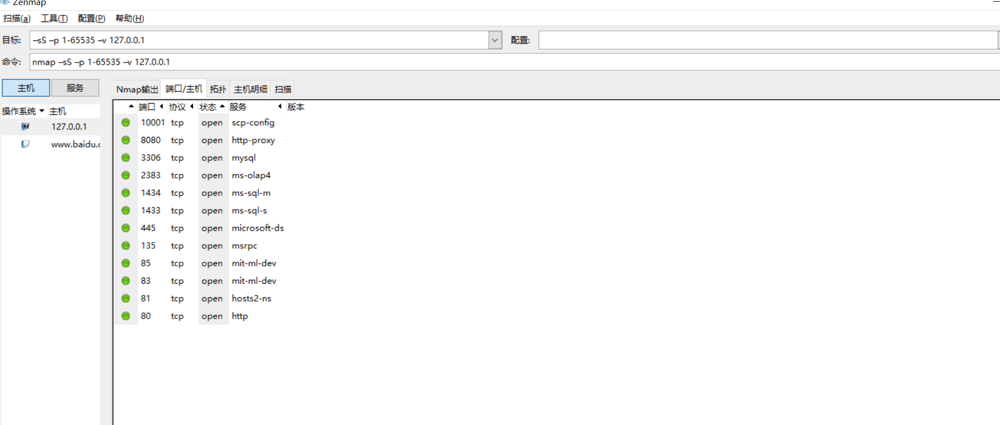 Zenmap
扫描(a) 工具(T) 配置(P) 帮助(H)
目标: –sS –p 1-65535 –v 127.0.0.1 配置:
命令: nmap –sS –p 1-65535 –v 127.0.0.1
主机 服务 Nmap输出 端口/主机 拓扑 主机明细 扫描
操作系统 主机 端口 协议 状态 服务 版本
127.0.0.1 10001 tcp open scp-config
www.baidu. 8080 tcp open http-proxy
3306 tcp open mysql
2383 tcp open ms-olap4
1434 tcp open ms-sql-m
1433 tcp open ms-sql-s
445 tcp open microsoft-ds
135 tcp open msrpc
85 tcp open mit-ml-dev
83 tcp open mit-ml-dev
81 tcp open hosts2-ns
80 tcp open http